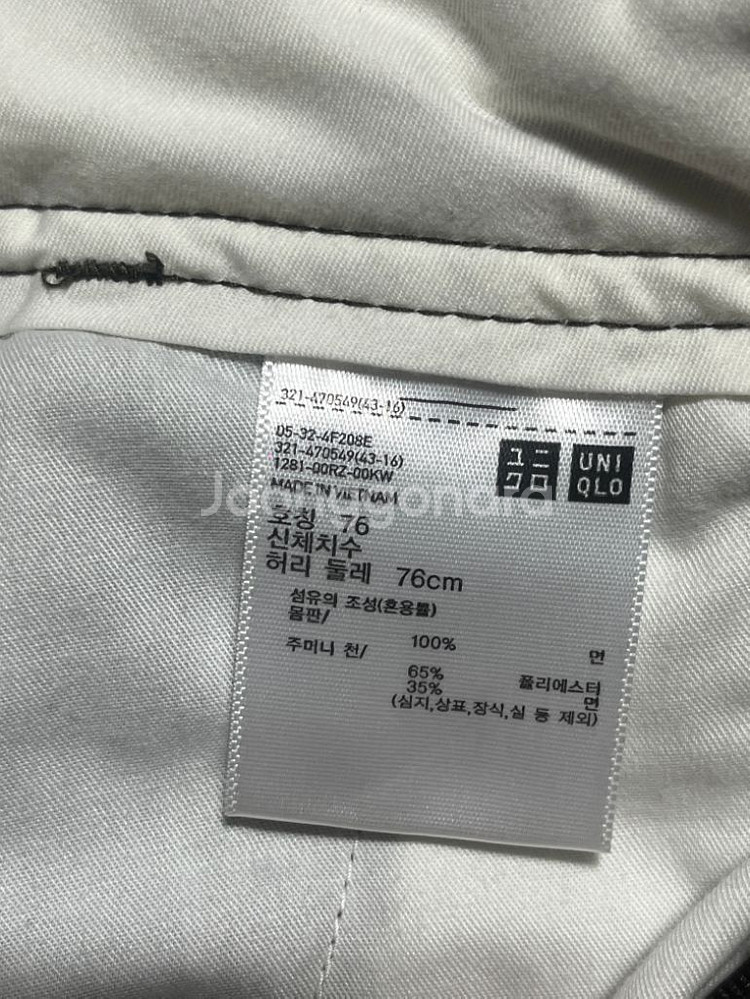 321-470549(43-16)
05-32-4F208E
321-470549(43-16)
1281-00RZ-00KW
MADE IN VIETNAM
ユニ
クロ
UNI
QLO
Joonggonara
호칭 76
신체치수
허리 둘레 76cm
섬유의 조성(혼용률)
몸판/
100% 면
주머니 천/
65% 폴리에스터
35% 면
(심지,상표,장식,실 등 제외)